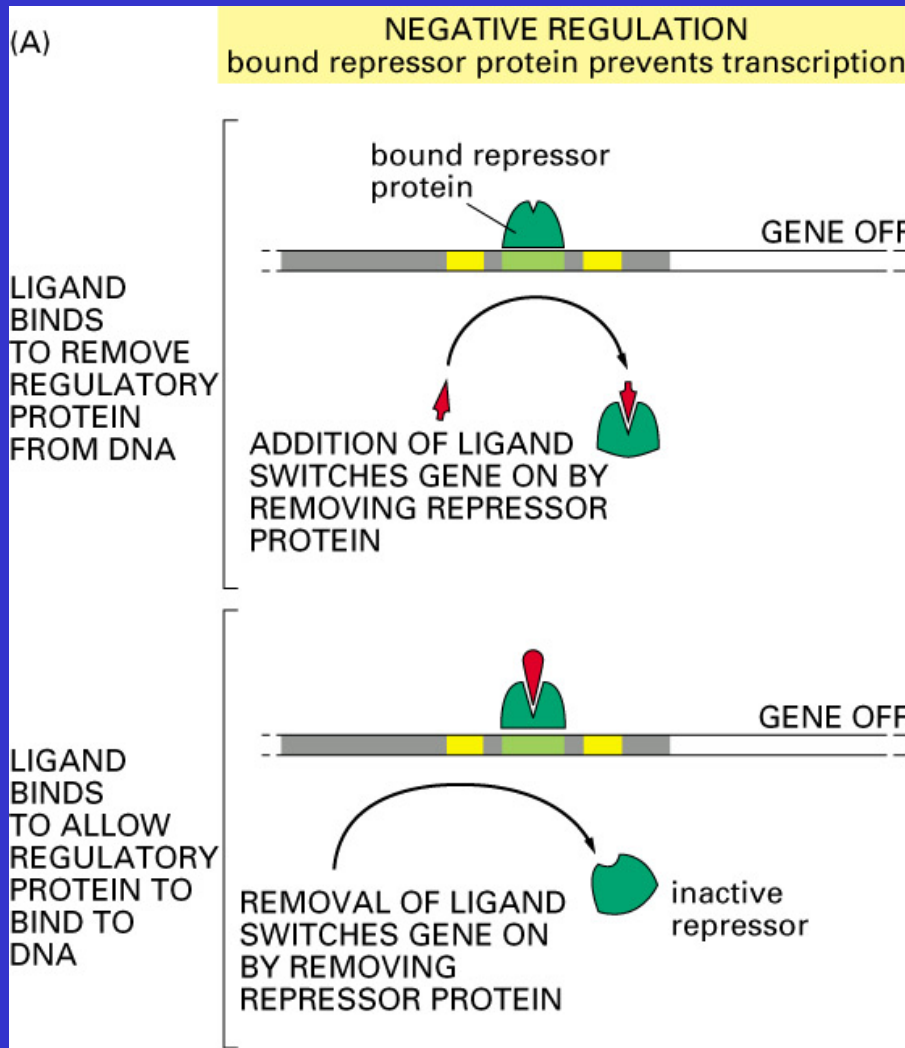 (A)
NEGATIVE REGULATION
bound repressor protein prevents transcription
bound repressor
protein
GENE OFF
LIGAND
BINDS
TO REMOVE
REGULATORY
PROTEIN
FROM DNA
ADDITION OF LIGAND
SWITCHES GENE ON BY
REMOVING REPRESSOR
PROTEIN
GENE OFF
LIGAND
BINDS
TO ALLOW
REGULATORY
PROTEIN TO
BIND TO
DNA
REMOVAL OF LIGAND
SWITCHES GENE ON
BY REMOVING
REPRESSOR PROTEIN
inactive
repressor